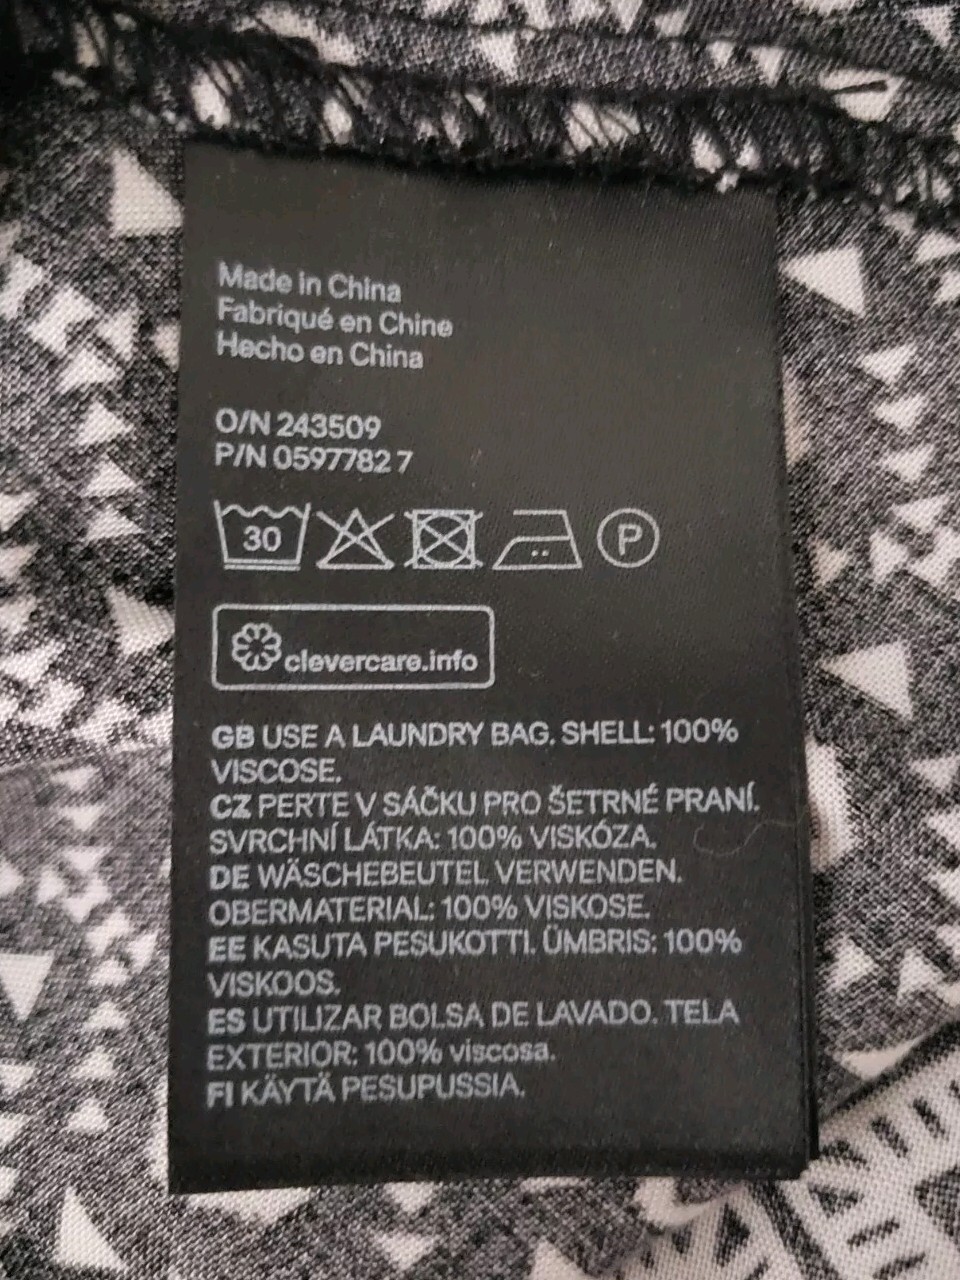 Made in China
Fabriqué en Chine
Hecho en China
O/N 243509
P/N 0597782 7
30
P
clevercare.info
GB USE A LAUNDRY BAG. SHELL: 100%
VISCOSE.
CZ PERTE V SÁČKU PRO ŠETRNÉ PRANÍ.
SVRCHNÍ LÁTKA: 100% VISKÓZA.
DE WÄSCHEBEUTEL VERWENDEN.
OBERMATERIAL: 100% VISKOSE.
EE KASUTA PESUKOTTI. ÜMBRIS: 100%
VISKOOS.
ES UTILIZAR BOLSA DE LAVADO. TELA
EXTERIOR: 100% viscosa.
FI KÄYTÄ PESUPUSSIA.